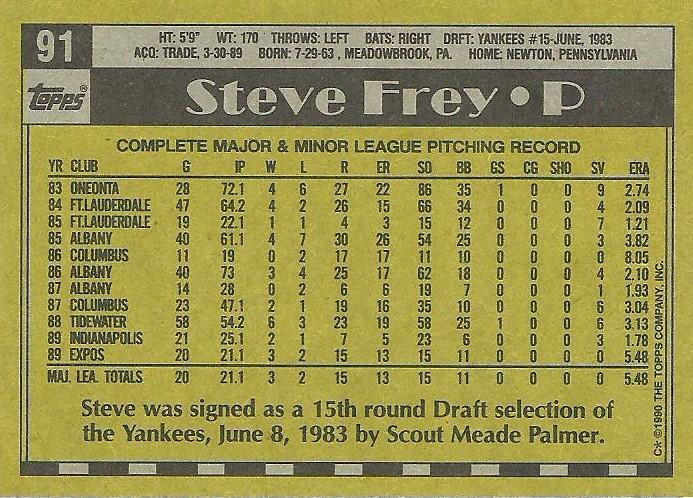 91
HT: 5'9" WT: 170 THROWS: LEFT BATS: RIGHT DRFT: YANKEES #15-JUNE, 1983
ACQ: TRADE, 3-30-89 BORN: 7-29-63 , MEADOWBROOK, PA. HOME: NEWTON, PENNSYLVANIA
TOPPS®
Steve Frey • P
COMPLETE MAJOR & MINOR LEAGUE PITCHING RECORD
YR CLUB G IP W L R ER SO BB GS CG SHO SV ERA
83 ONEONTA 28 72.1 4 6 27 22 86 35 1 0 0 9 2.74
84 FT.LAUDERDALE 47 64.2 4 2 26 15 66 34 0 0 0 4 2.09
85 FT.LAUDERDALE 19 22.1 1 1 4 3 15 12 0 0 0 7 1.21
85 ALBANY 40 61.1 4 7 30 26 54 25 0 0 0 3 3.82
86 COLUMBUS 11 19 0 2 17 17 11 10 0 0 0 0 8.05
86 ALBANY 40 73 3 4 25 17 62 18 0 0 0 4 2.10
87 ALBANY 14 28 0 2 6 6 19 7 0 0 0 1 1.93
87 COLUMBUS 23 47.1 2 1 19 16 35 10 0 0 0 6 3.04
88 TIDEWATER 58 54.2 6 3 23 19 58 25 1 0 0 6 3.13
89 INDIANAPOLIS 21 25.1 2 1 7 5 23 6 0 0 0 3 1.78
89 EXPOS 20 21.1 3 2 15 13 15 11 0 0 0 0 5.48
MAJ. LEA. TOTALS 20 21.1 3 2 15 13 15 11 0 0 0 0 5.48
Steve was signed as a 15th round Draft selection of
the Yankees, June 8, 1983 by Scout Meade Palmer.
C* ©1990 THE TOPPS COMPANY, INC.